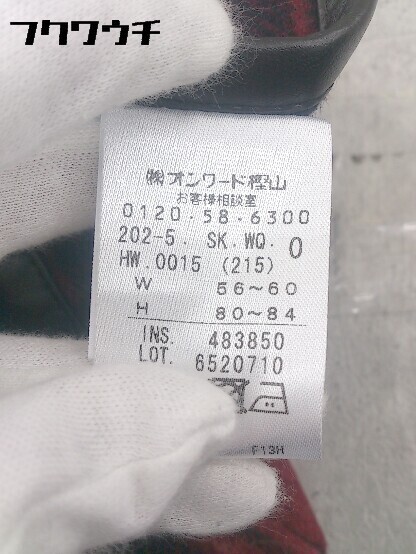 フクワウチ
㈱オンワード樫山
お客様相談室
0120.58.6300
202-5. SK.WQ. 0
HW.0015 (215)
W 56~60
H 80~84
INS. 483850
LOT. 6520710
F13H